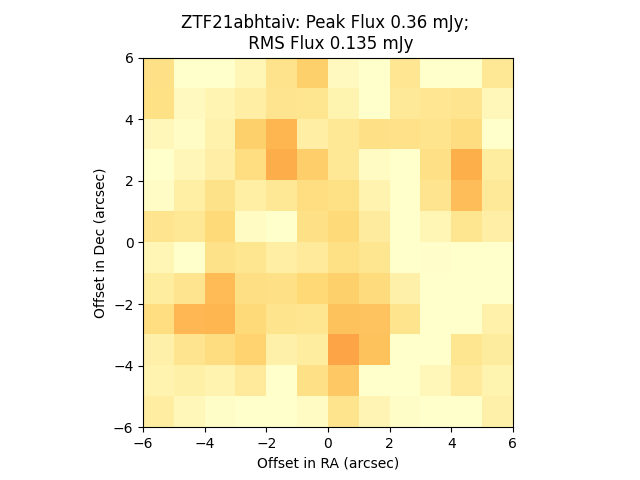 ZTF21abhtaiv: Peak Flux 0.36 mJy;
RMS Flux 0.135 mJy
6
4
2
0
−2
−4
−6
Offset in Dec (arcsec)
−6 −4 −2 0 2 4 6
Offset in RA (arcsec)